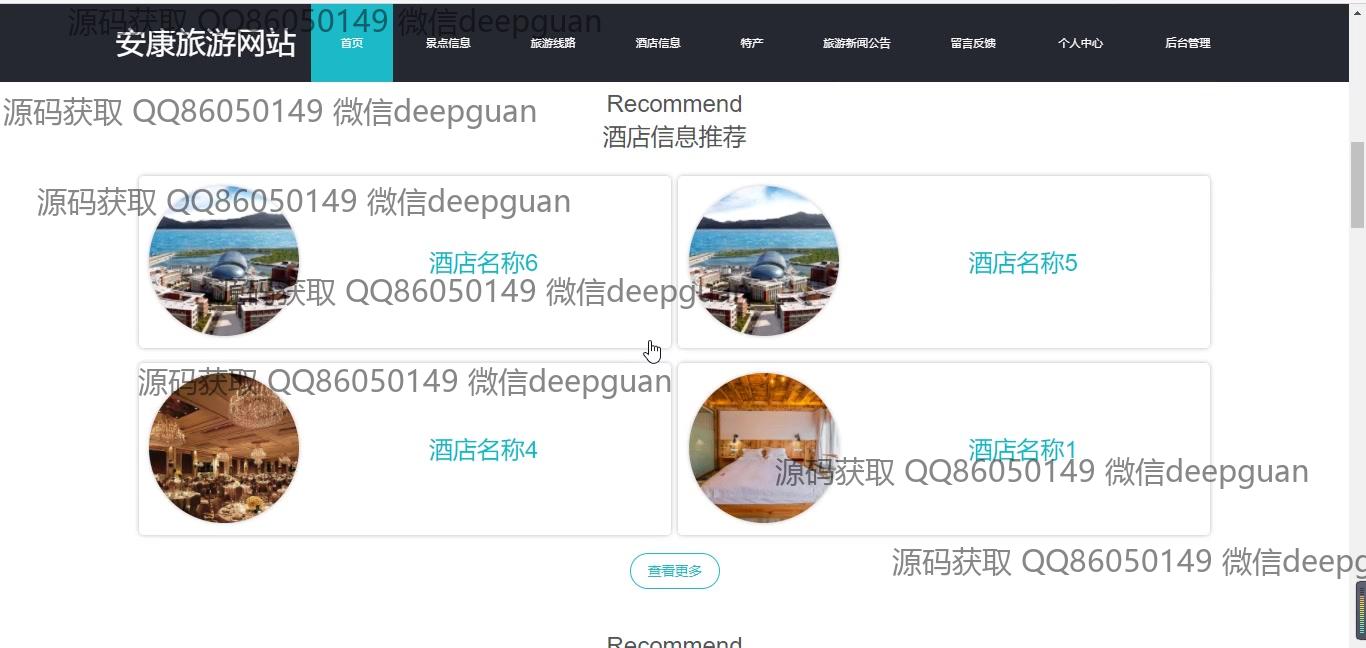 源码获取 QQ86050149 微信deepguan
安康旅游网站
首页
景点信息
旅游线路
酒店信息
特产
旅游新闻公告
留言反馈
个人中心
后台管理
源码获取 QQ86050149 微信deepguan
Recommend
酒店信息推荐
源码获取 QQ86050149 微信deepguan
酒店名称6
酒店名称5
源码获取 QQ86050149 微信deepguan
源码获取 QQ86050149 微信deepguan
酒店名称4
酒店名称1
源码获取 QQ86050149 微信deepguan
源码获取 QQ86050149 微信deepg
查看更多
Recommend